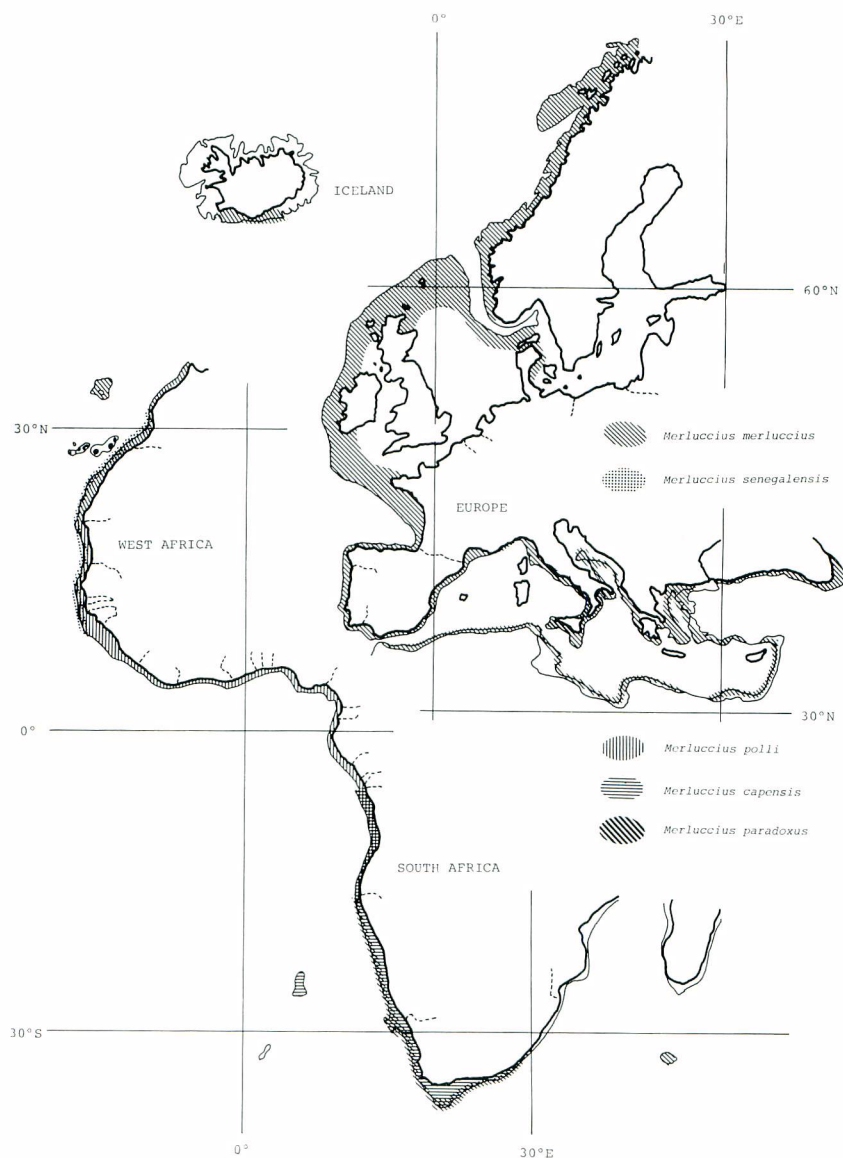 0°
30°E
ICELAND
60°N
30°N
Merluccius merluccius
Merluccius senegalensis
EUROPE
WEST AFRICA
30°N
0°
Merluccius polli
Merluccius capensis
Merluccius paradoxus
SOUTH AFRICA
30°S
0°
30°E